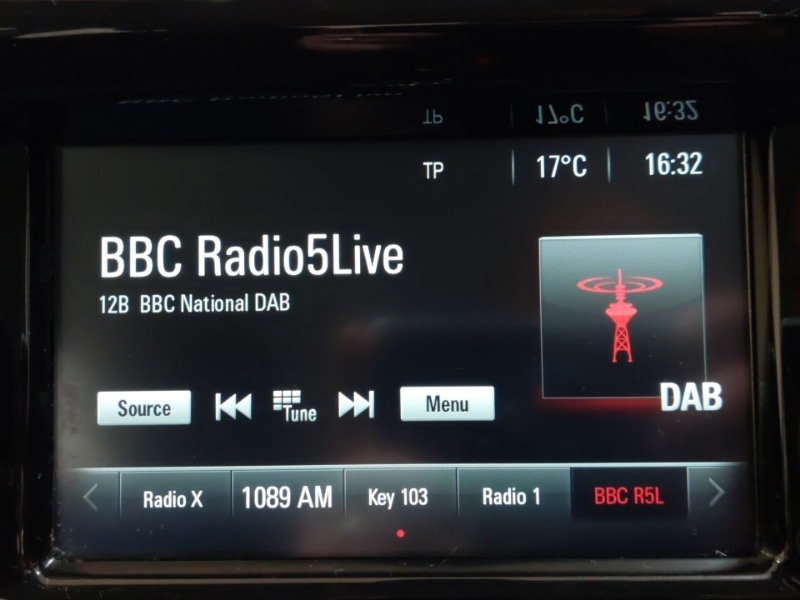 TP 17°C 16:32
BBC Radio5Live
12B BBC National DAB
DAB
Source Tune Menu
Radio X 1089 AM Key 103 Radio 1 BBC R5L